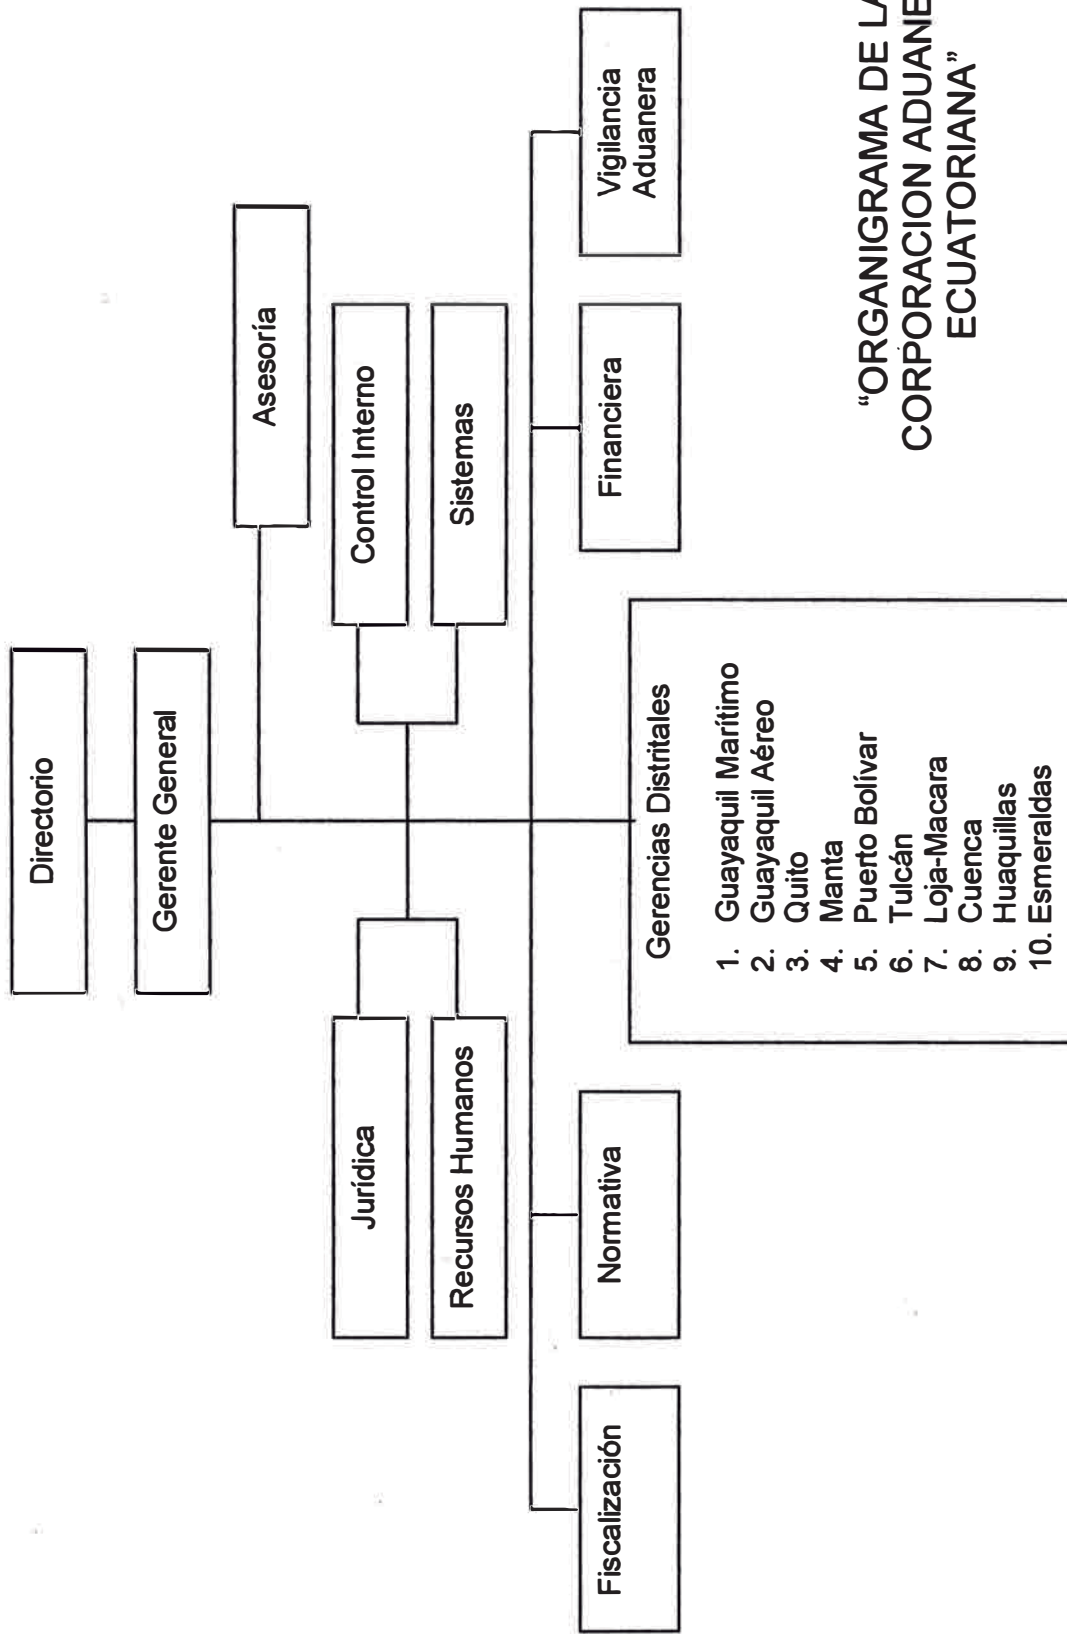 Directorio
Gerente General
Asesoría
Jurídica
Control Interno
Recursos Humanos
Sistemas
Fiscalización
Normativa
Financiera
Vigilancia
Aduanera
Gerencias Distritales
1. Guayaquil Marítimo
2. Guayaquil Aéreo
3. Quito
4. Manta
5. Puerto Bolívar
6. Tulcán
7. Loja-Macara
8. Cuenca
9. Huaquillas
10. Esmeraldas
“ORGANIGRAMA DE LA
CORPORACION ADUANE
ECUATORIANA”